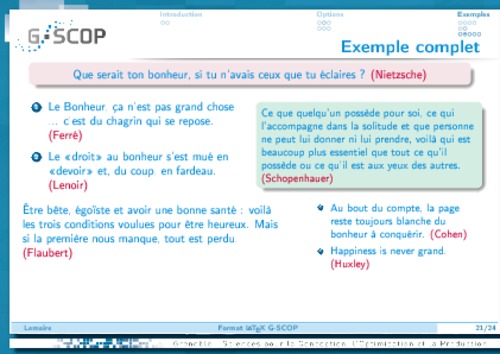 Introduction Options Exemples
G-SCOP
Exemple complet
Que serait ton bonheur, si tu n'avais ceux que tu éclaires ? (Nietzsche)
1 Le Bonheur, ça n'est pas grand chose
... c'est du chagrin qui se repose.
(Ferré)
2 Le «droit» au bonheur s'est mué en
«devoir» et, du coup, en fardeau.
(Lenoir)
Ce que quelqu'un possède pour soi, ce qui
l'accompagne dans la solitude et que personne
ne peut lui donner ni lui prendre, voilà qui est
beaucoup plus essentiel que tout ce qu'il
possède ou ce qu'il est aux yeux des autres.
(Schopenhauer)
Être bête, égoïste et avoir une bonne santé : voilà
les trois conditions voulues pour être heureux. Mais
si la première nous manque, tout est perdu.
(Flaubert)
Au bout du compte, la page
reste toujours blanche du
bonheur à conquérir. (Cohen)
Happiness is never grand.
(Huxley)
Lemaire Format LaTeX G-SCOP 21/24
Grenoble - Sciences pour la Conception, l'Optimisation et la Production